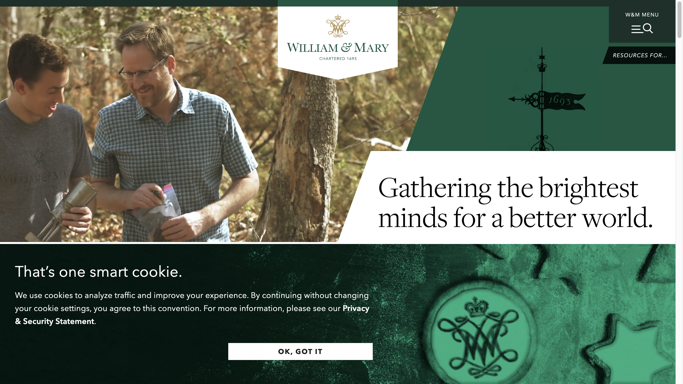 WILLIAM & MARY
CHARTERED 1693
W&M MENU
RESOURCES FOR...
1693
Gathering the brightest
minds for a better world.
That's one smart cookie.
We use cookies to analyze traffic and improve your experience. By continuing without changing
your cookie settings, you agree to this convention. For more information, please see our Privacy
& Security Statement.
OK, GOT IT